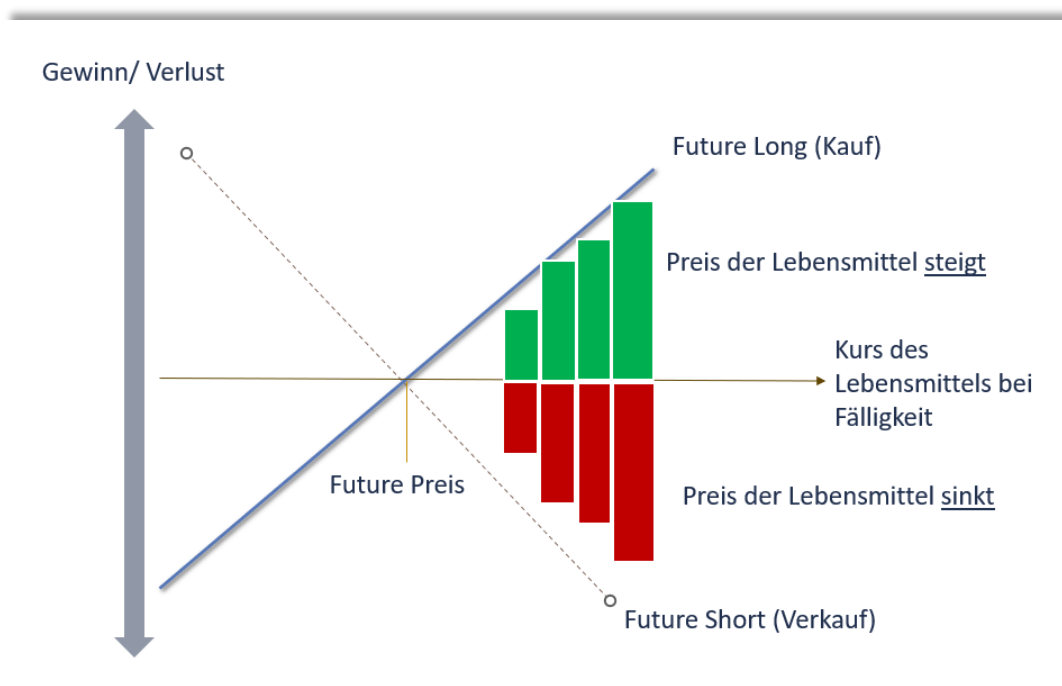 Gewinn/ Verlust
Future Long (Kauf)
Preis der Lebensmittel steigt
Kurs des
Lebensmittels bei
Fälligkeit
Future Preis
Preis der Lebensmittel sinkt
Future Short (Verkauf)